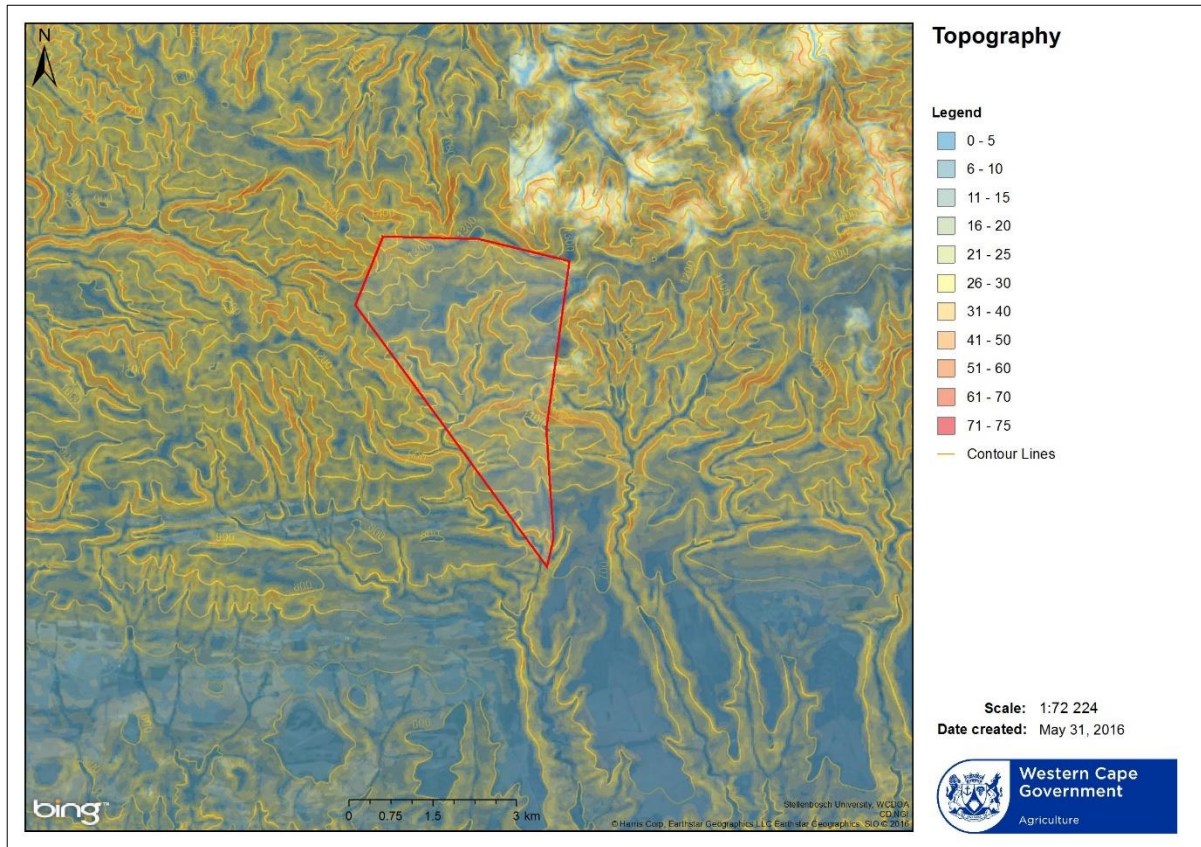 Topography
N
Legend
0 - 5
6 - 10
11 - 15
16 - 20
21 - 25
26 - 30
31 - 40
41 - 50
51 - 60
61 - 70
71 - 75
Contour Lines
Scale: 1:72 224
Date created: May 31, 2016
bing
0 0.75 1.5 3 km
Stellenbosch University, WCDOA
CD:NGI
© Harris Corp, Earthstar Geographics LLC Earthstar Geographics, SIO © 2016
Western Cape
Government
Agriculture